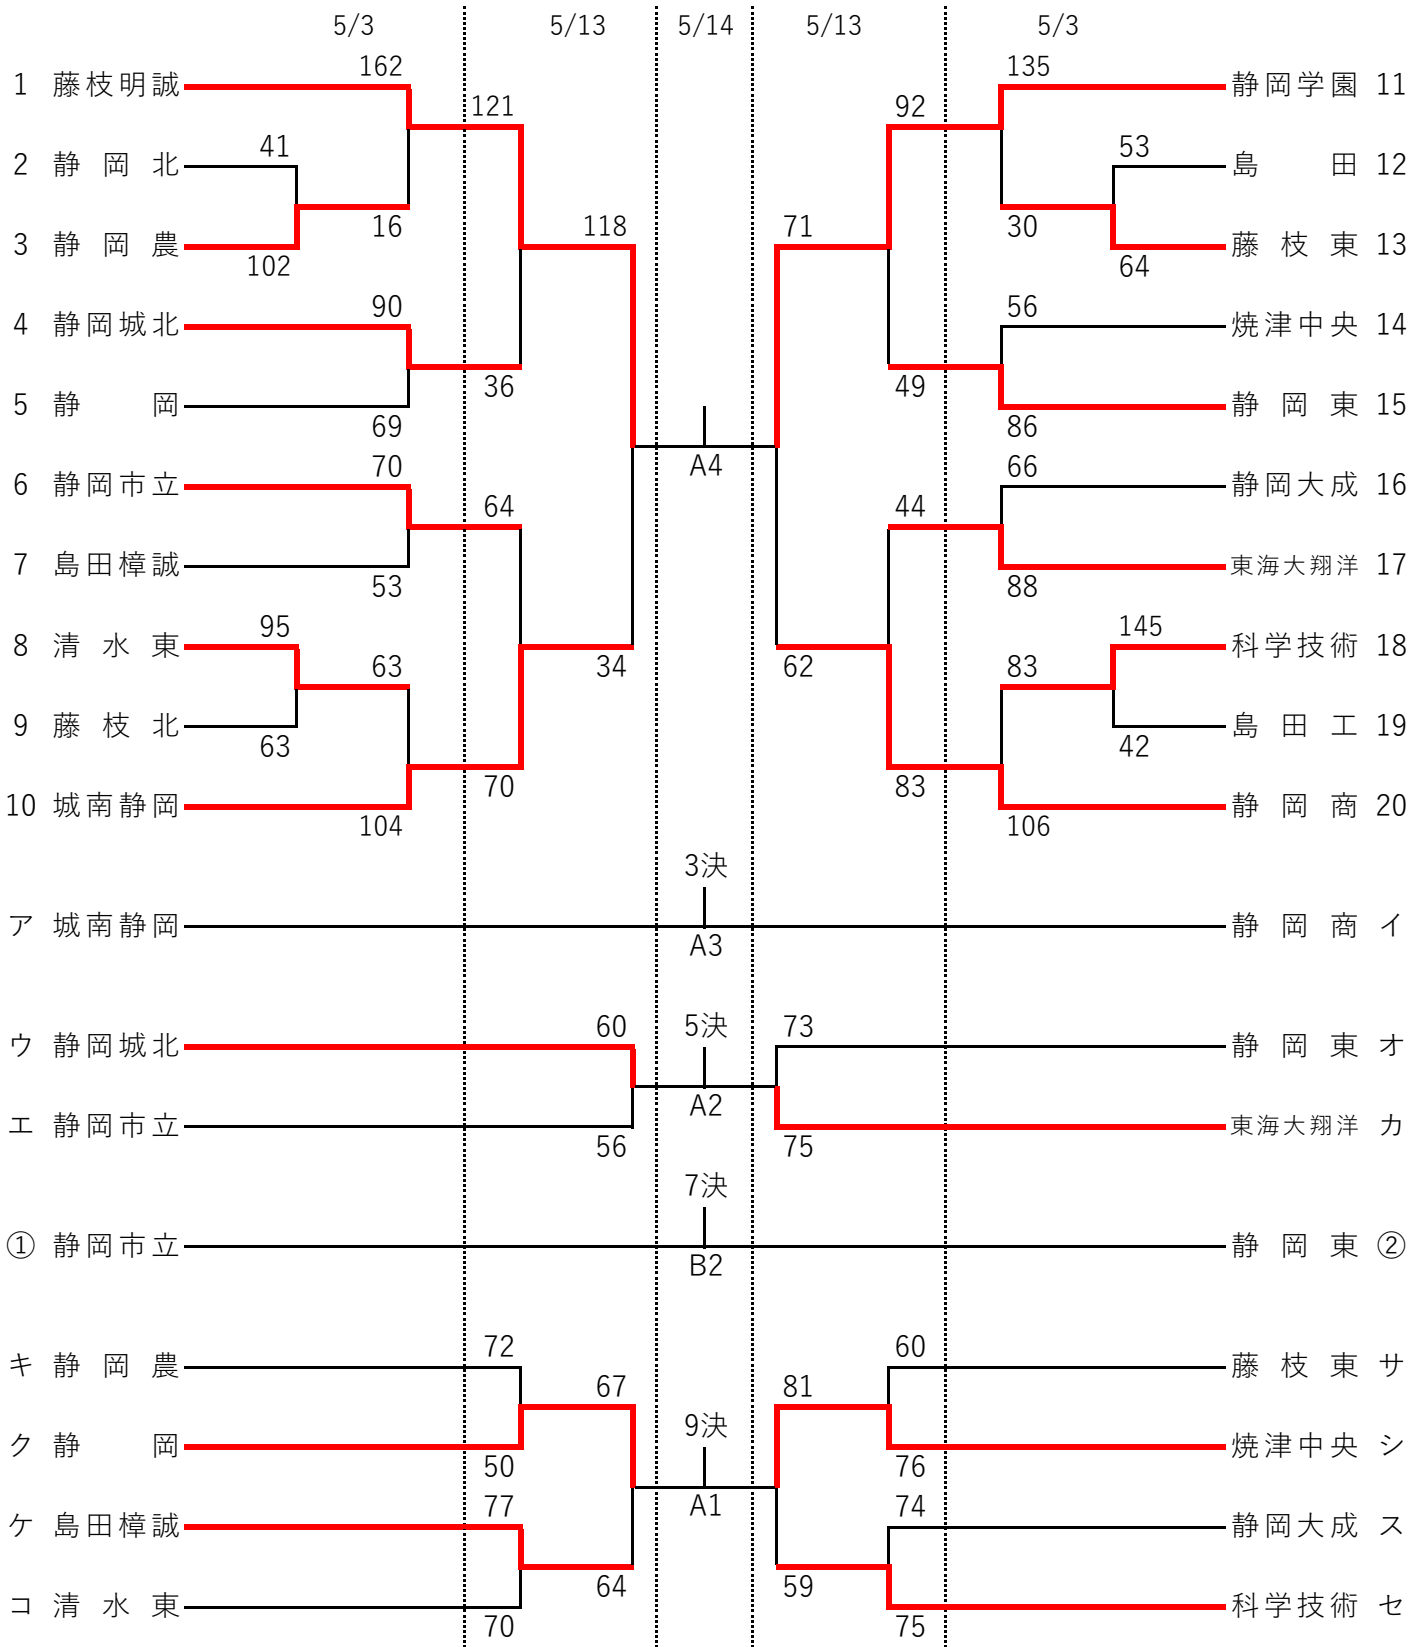 5/3 5/13 5/14 5/13 5/3
162 135
1 藤枝明誠 静岡学園 11
121 92
41 53
2 静岡北 島田 12
16 30
118 71
3 静岡農 藤枝東 13
102 64
90 56
4 静岡城北 焼津中央 14
36 49
5 静岡 静岡東 15
69 86
A4
70 66
6 静岡市立 静岡大成 16
64 44
7 島田樟誠 東海大翔洋 17
53 88
95 145
8 清水東 科学技術 18
63 34 62 83
9 藤枝北 島田工 19
63 42
70 83
10 城南静岡 静岡商 20
104 106
3決
ア 城南静岡 静岡商 イ
A3
60 5決 73
ウ 静岡城北 静岡東 オ
A2
エ 静岡市立 東海大翔洋 カ
56 75
7決
① 静岡市立 静岡東 ②
B2
72 60
キ 静岡農 藤枝東 サ
67 81
9決
ク 静岡 焼津中央 シ
50 76
77 A1 74
ケ 島田樟誠 静岡大成 ス
64 59
コ 清水東 科学技術 セ
70 75